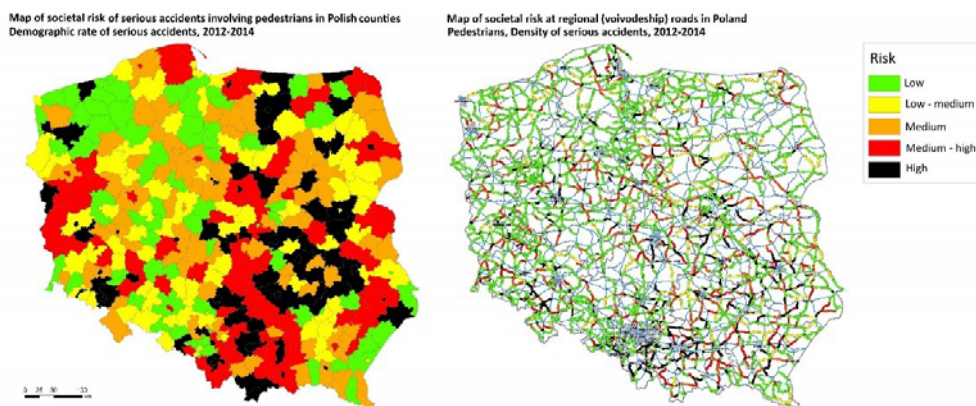 Map of societal risk of serious accidents involving pedestrians in Polish counties
Demographic rate of serious accidents, 2012-2014
Map of societal risk at regional (voivodeship) roads in Poland
Pedestrians, Density of serious accidents, 2012-2014
Risk
Low
Low - medium
Medium
Medium - high
High